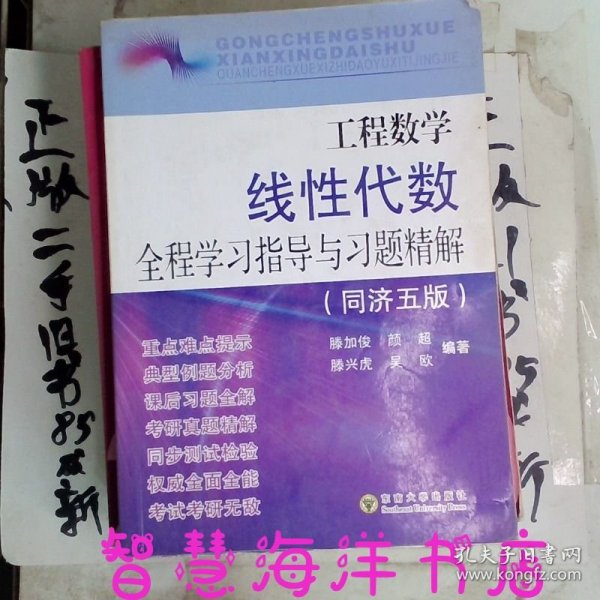 GONGCHENGSHUXUE
XIANXINGDAISHU
QUANCHENGXUEXIZHIDAOYUXITIJINGJIE
工程数学
线性代数
全程学习指导与习题精解
(同济五版)
滕加俊 颜 超
滕兴虎 吴 欧
编著
重点难点提示
典型例题分析
课后习题全解
考研真题精解
同步测试检验
权威全面全能
考试考研无敌
东南大学出版社
Southeast University Press
正版二手旧书85成新
新
智慧海洋书店
孔夫子旧书网
www.kongfz.com